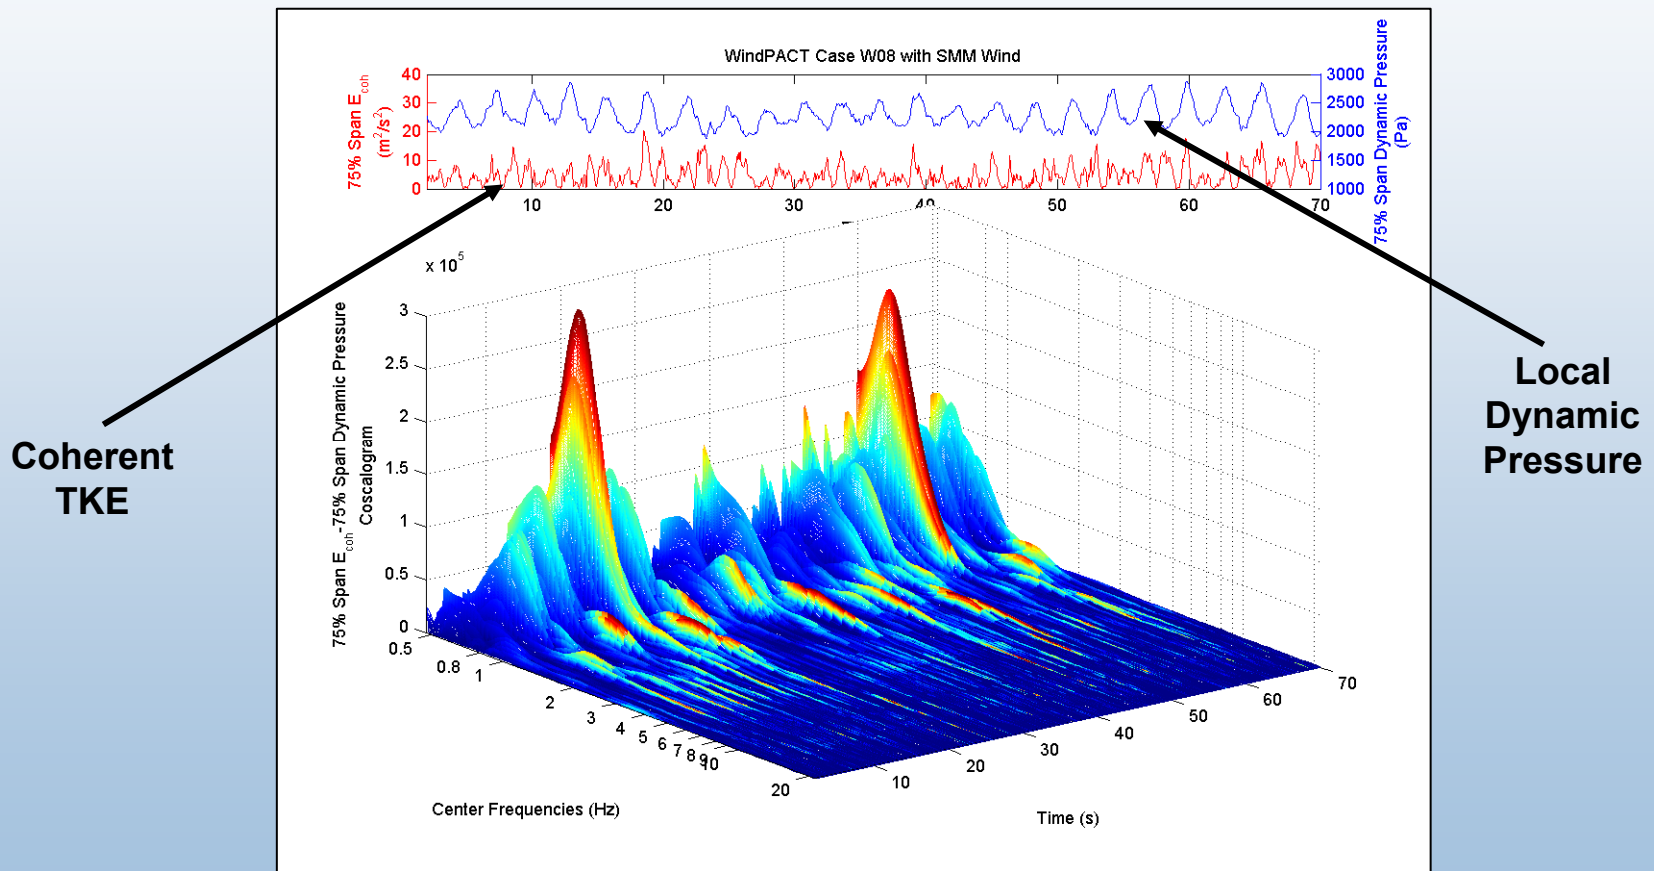 WindPACT Case W08 with SMM Wind
40
30
20
10
0
75% Span E_coh
(m²/s²)
3000
2500
2000
1500
1000
75% Span Dynamic Pressure
(Pa)
10 20 30 40 50 60 70
x 10⁵
3
2.5
2
1.5
1
0.5
0
75% Span E_coh-75% Span Dynamic Pressure
Coscalogram
0.5 0.8 1 2 3 4 5 6 7 8 9 10 20
Center Frequencies (Hz)
10 20 30 40 50 60 70
Time (s)
Coherent
TKE
Local
Dynamic
Pressure